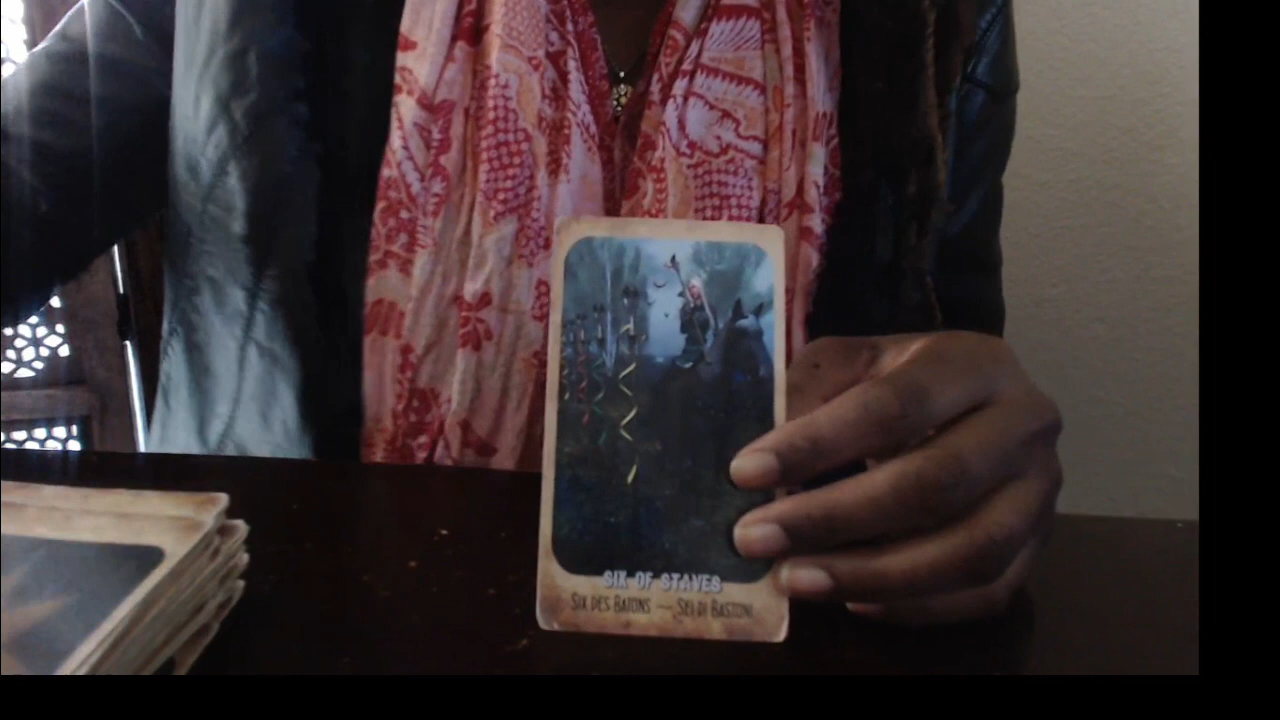 SIX OF STAVES
SIX DES BATONS — SEI DI BASTONI